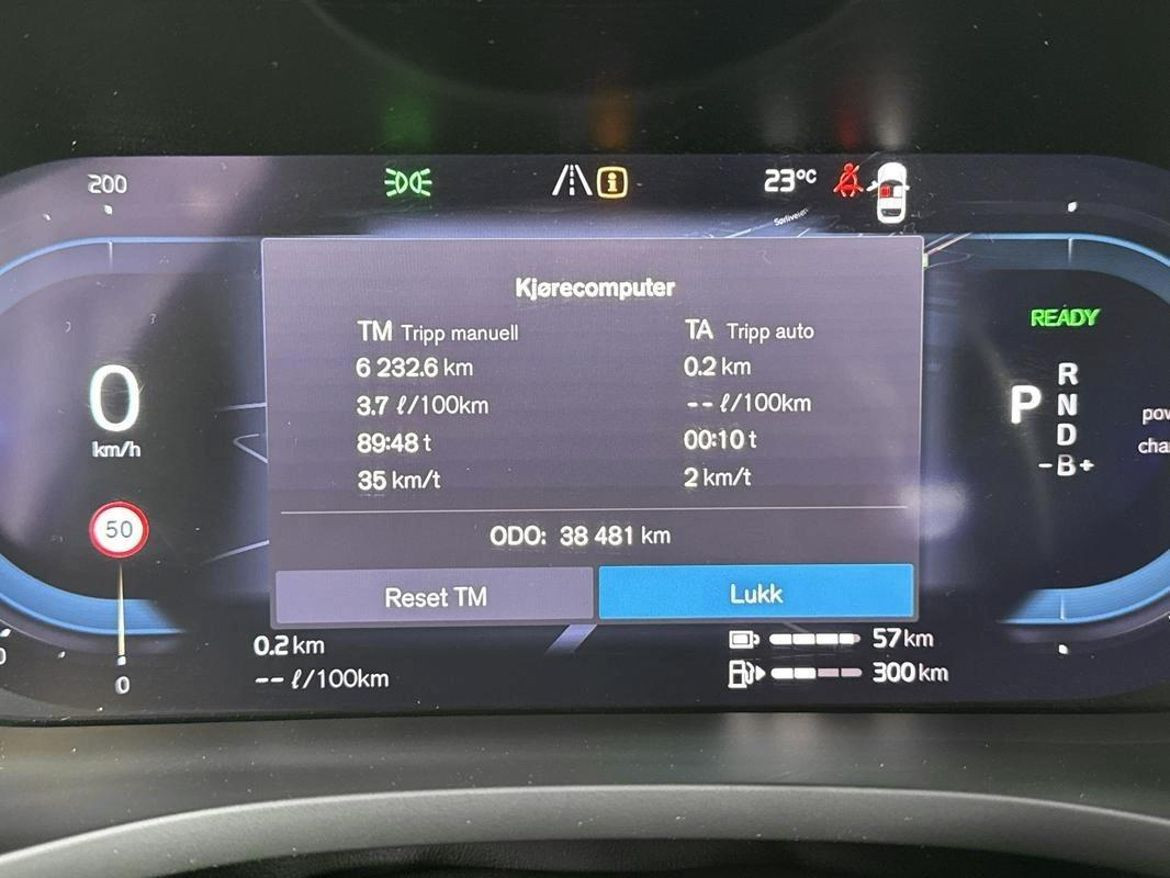 200
23°C
Sørliveien
Kjørecomputer
TM Tripp manuell
TA Tripp auto
6 232.6 km
0.2 km
3.7 ℓ/100km
-- ℓ/100km
89:48 t
00:10 t
35 km/t
2 km/t
ODO: 38 481 km
Reset TM
Lukk
0
km/h
50
0
READY
P
R
N
D
-B+
0.2 km
-- ℓ/100km
57 km
300 km